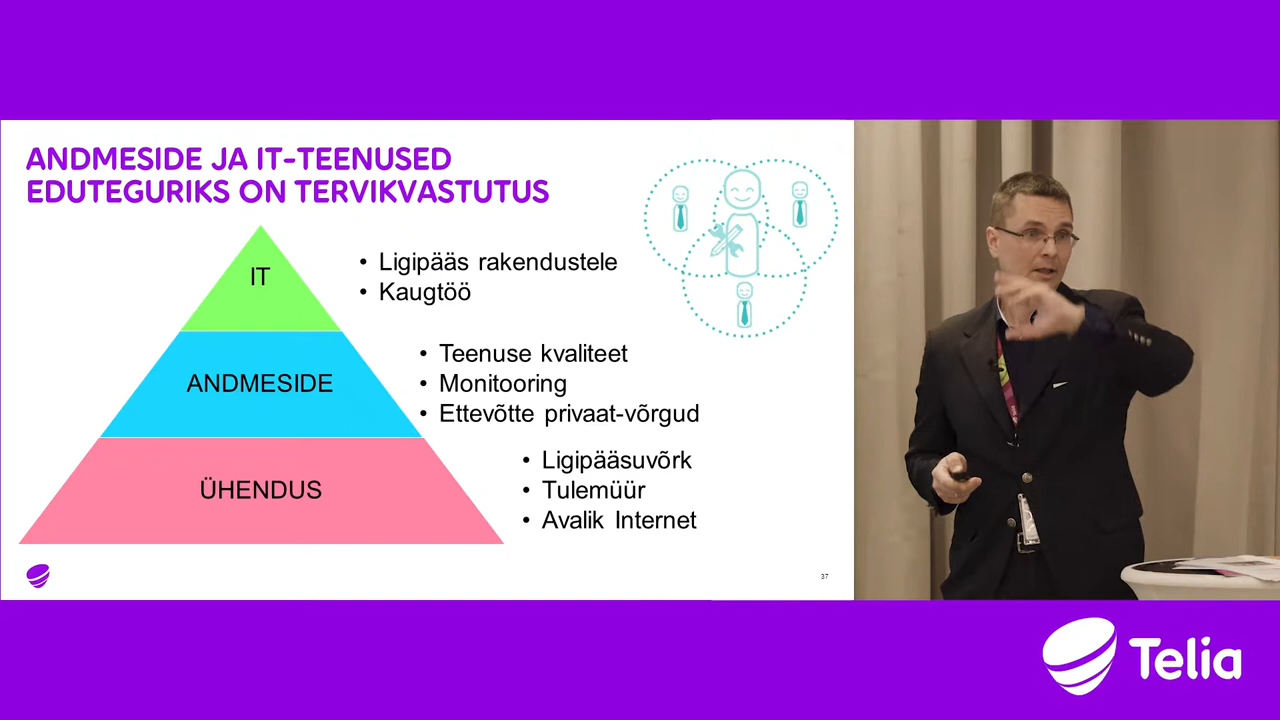 ANDMESIDE JA IT-TEENUSED
EDUTEGURIKS ON TERVIKVASTUTUS
IT
• Ligipääs rakendustele
• Kaugtöö
ANDMESIDE
• Teenuse kvaliteet
• Monitooring
• Ettevõtte privaat-võrgud
ÜHENDUS
• Ligipääsuvõrk
• Tulemüür
• Avalik Internet
37
Telia